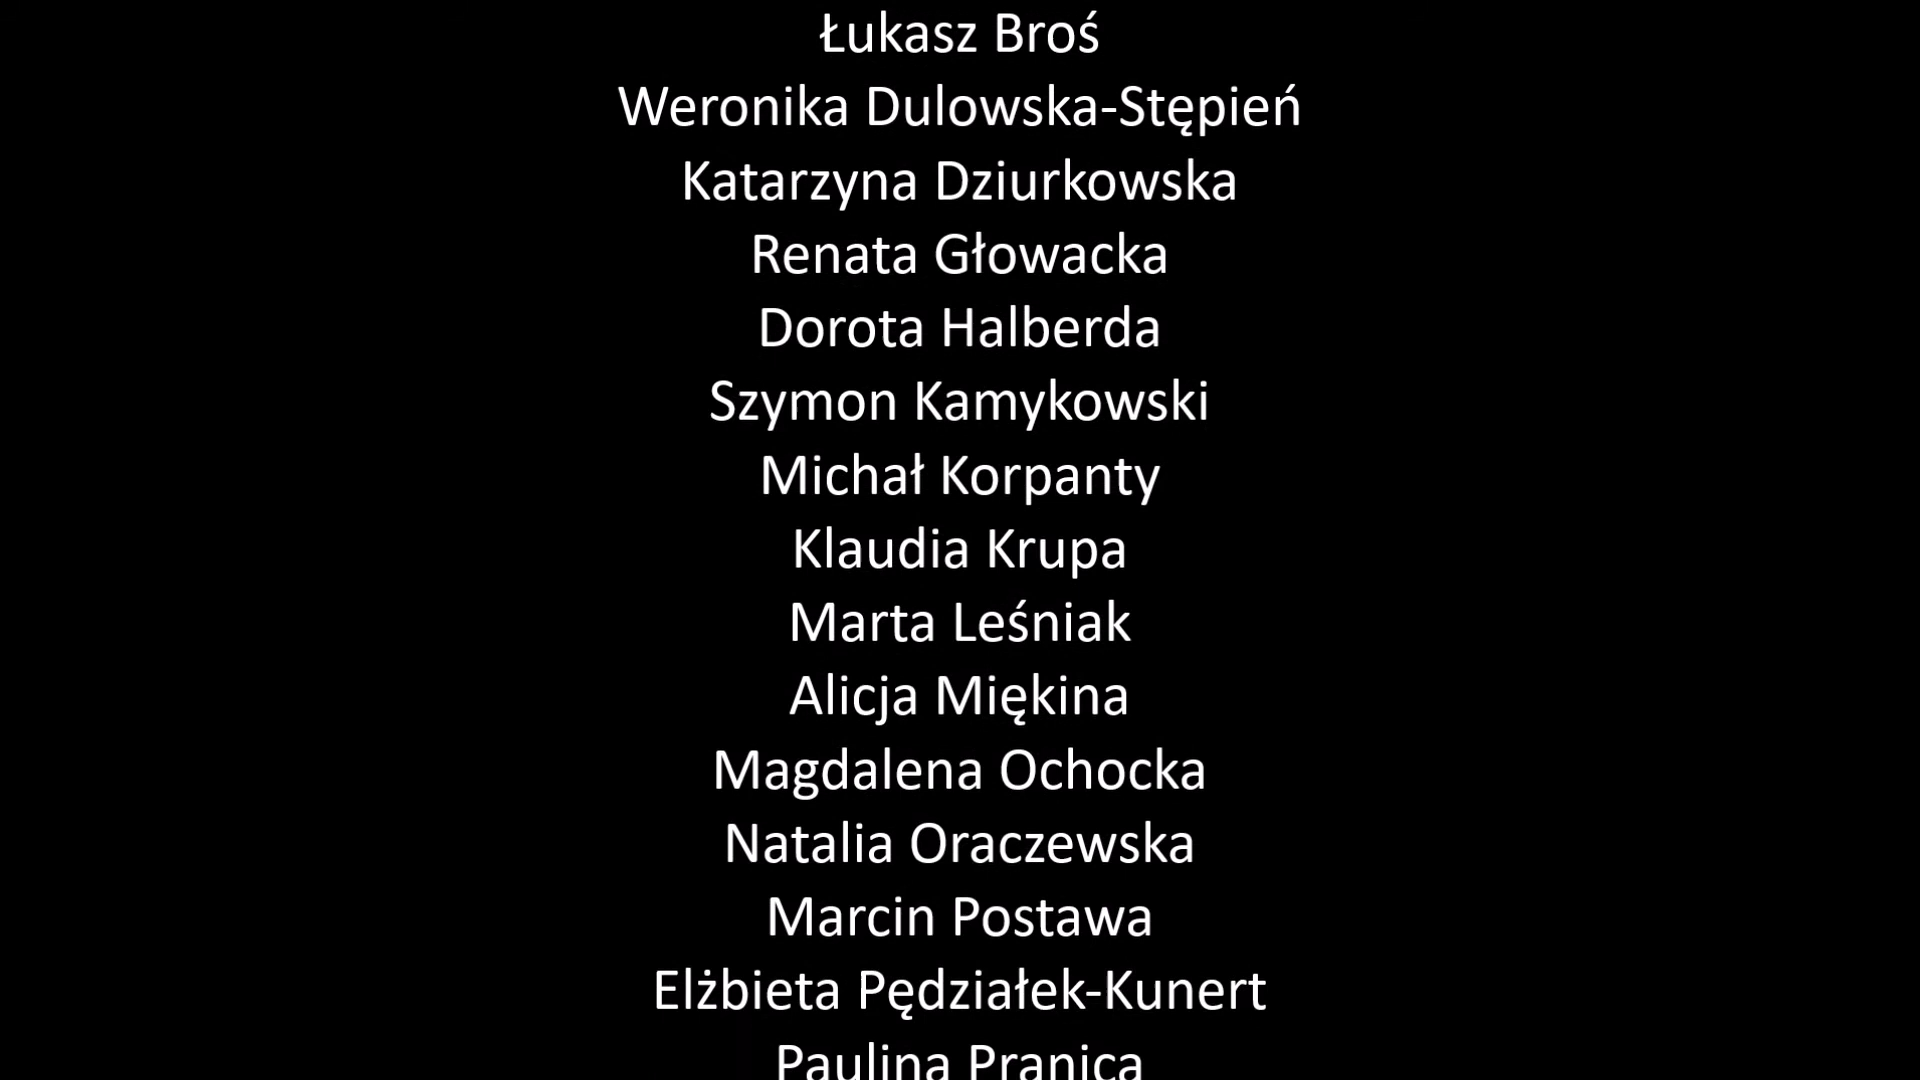 Łukasz Broś
Weronika Dulowska-Stępień
Katarzyna Dziurkowska
Renata Głowacka
Dorota Halberda
Szymon Kamykowski
Michał Korpanty
Klaudia Krupa
Marta Leśniak
Alicja Miękina
Magdalena Ochocka
Natalia Oraczewska
Marcin Postawa
Elżbieta Pędziałek-Kunert
Paulina Pranica